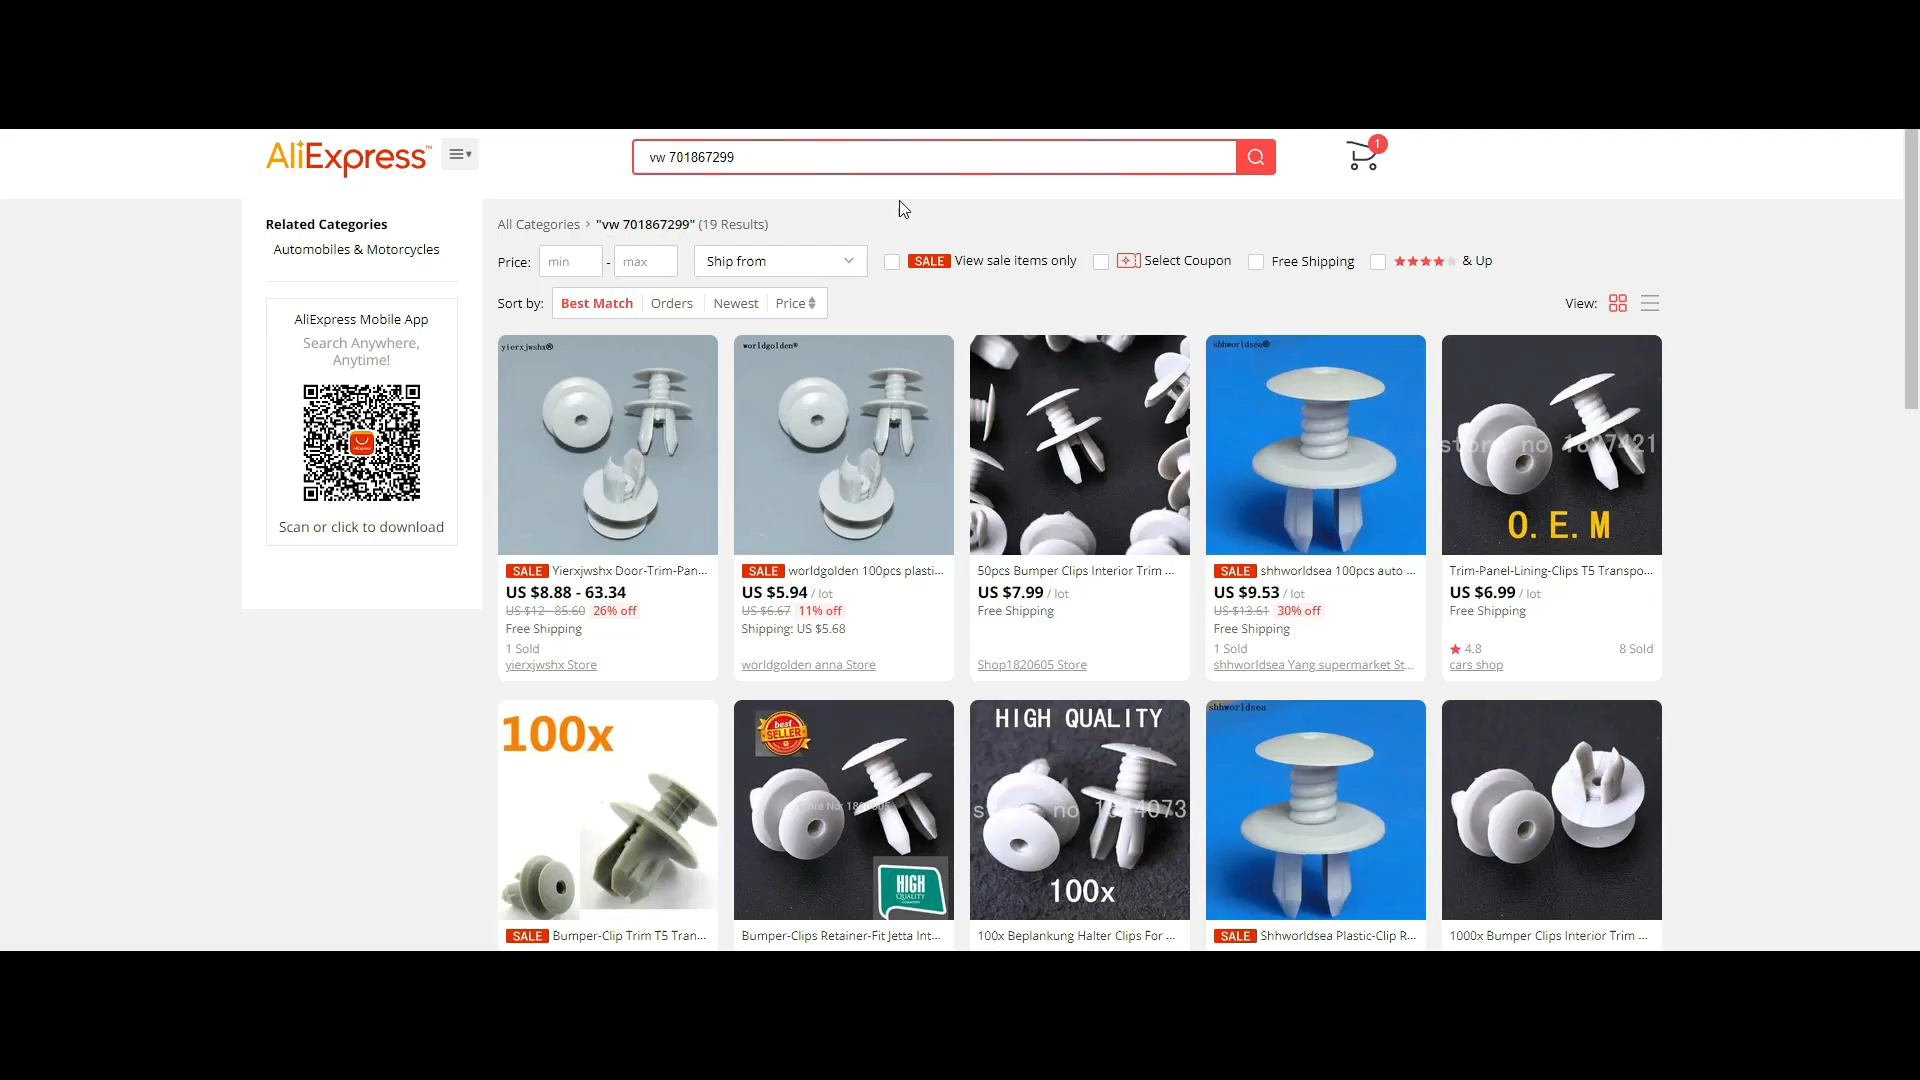 AliExpress™
vw 701867299
1
Related Categories
Automobiles & Motorcycles
AliExpress Mobile App
Search Anywhere,
Anytime!
Scan or click to download
All Categories > "vw 701867299" (19 Results)
Price: min - max Ship from SALE View sale items only Select Coupon Free Shipping & Up
Sort by: Best Match Orders Newest Price
View:
yierxjwshx®
worldgolden®
shhworldsea®
O.E.M
SALE Yierxjwshx Door-Trim-Pan...
US $8.88 - 63.34
US $12 - 85.60 26% off
Free Shipping
1 Sold
yierxjwshx Store
SALE worldgolden 100pcs plasti...
US $5.94 / lot
US $6.67 11% off
Shipping: US $5.68
worldgolden anna Store
50pcs Bumper Clips Interior Trim ...
US $7.99 / lot
Free Shipping
Shop1820605 Store
SALE shhworldsea 100pcs auto ...
US $9.53 / lot
US $13.61 30% off
Free Shipping
1 Sold
shhworldsea Yang supermarket St...
Trim-Panel-Lining-Clips T5 Transpo...
US $6.99 / lot
Free Shipping
4.8 8 Sold
cars shop
100x
best
SELLER
HIGH
QUALITY
HIGH QUALITY
100x
shhworldsea
SALE Bumper-Clip Trim T5 Tran...
Bumper-Clips Retainer-Fit Jetta Int...
100x Beplankung Halter Clips For ...
SALE Shhworldsea Plastic-Clip R...
1000x Bumper Clips Interior Trim ...